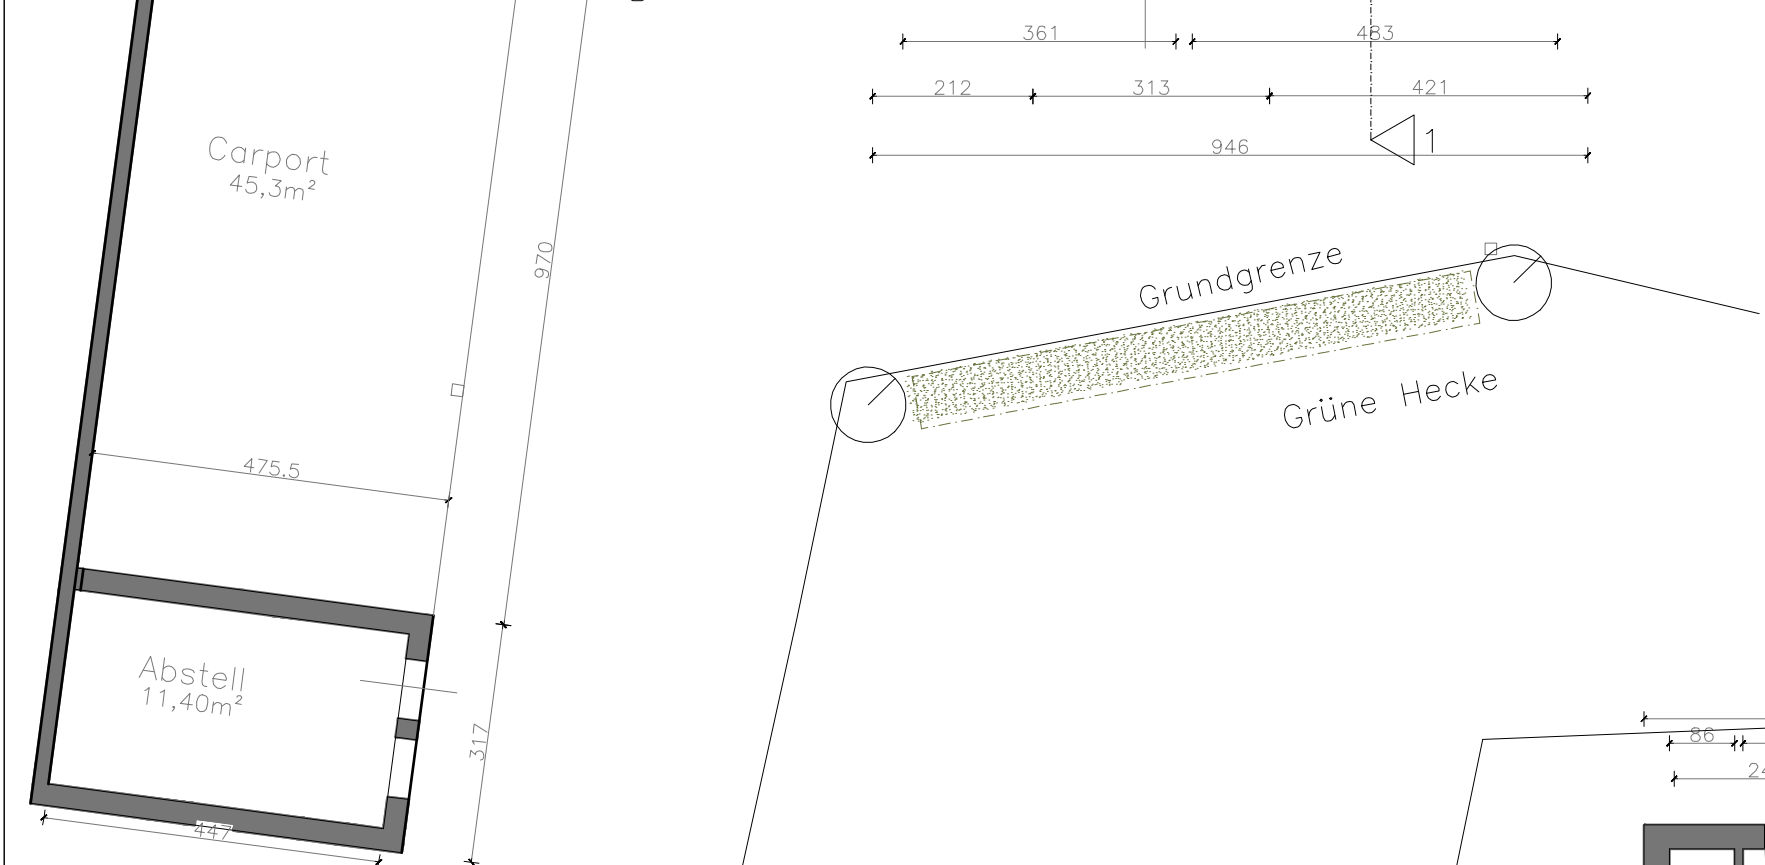 361
483
212
313
421
946
1
Carport
45,3m²
970
Grundgrenze
Grüne Hecke
475.5
Abstell
11,40m²
317
447
86